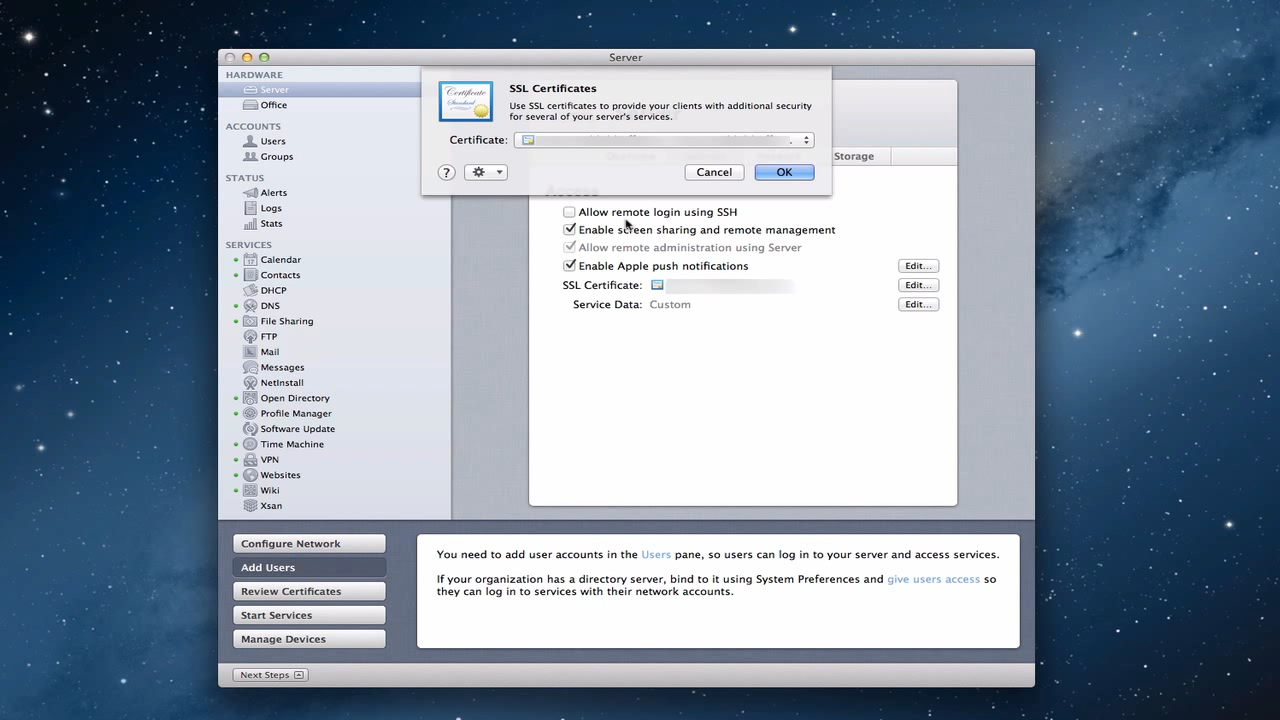 Server
HARDWARE
Server
Office
ACCOUNTS
Users
Groups
STATUS
Alerts
Logs
Stats
SERVICES
Calendar
Contacts
DHCP
DNS
File Sharing
FTP
Mail
Messages
NetInstall
Open Directory
Profile Manager
Software Update
Time Machine
VPN
Websites
Wiki
Xsan
Certificate
Standard
SSL Certificates
Use SSL certificates to provide your clients with additional security
for several of your server's services.
Certificate:
?
Cancel
OK
Storage
Access
Allow remote login using SSH
Enable screen sharing and remote management
Allow remote administration using Server
Enable Apple push notifications
Edit...
SSL Certificate:
Edit...
Service Data: Custom
Edit...
Configure Network
Add Users
Review Certificates
Start Services
Manage Devices
You need to add user accounts in the Users pane, so users can log in to your server and access services.
If your organization has a directory server, bind to it using System Preferences and give users access so
they can log in to services with their network accounts.
Next Steps